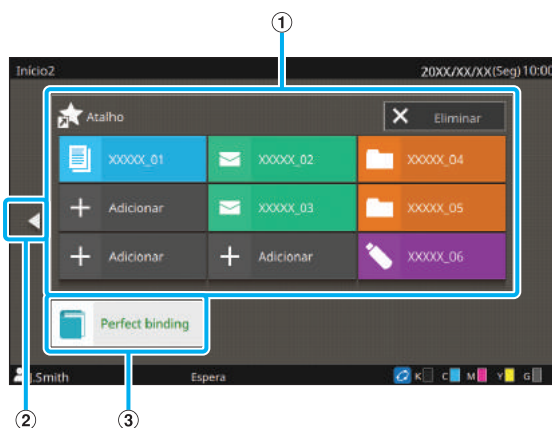 ①
Início2 20XX/XX/XX(Seg)10:00
Atalho Eliminar
XXXXX_01 XXXXX_02 XXXXX_04
Adicionar XXXXX_03 XXXXX_05
Adicionar Adicionar XXXXX_06
Perfect binding
J.Smith Espera K C M Y G
② ③